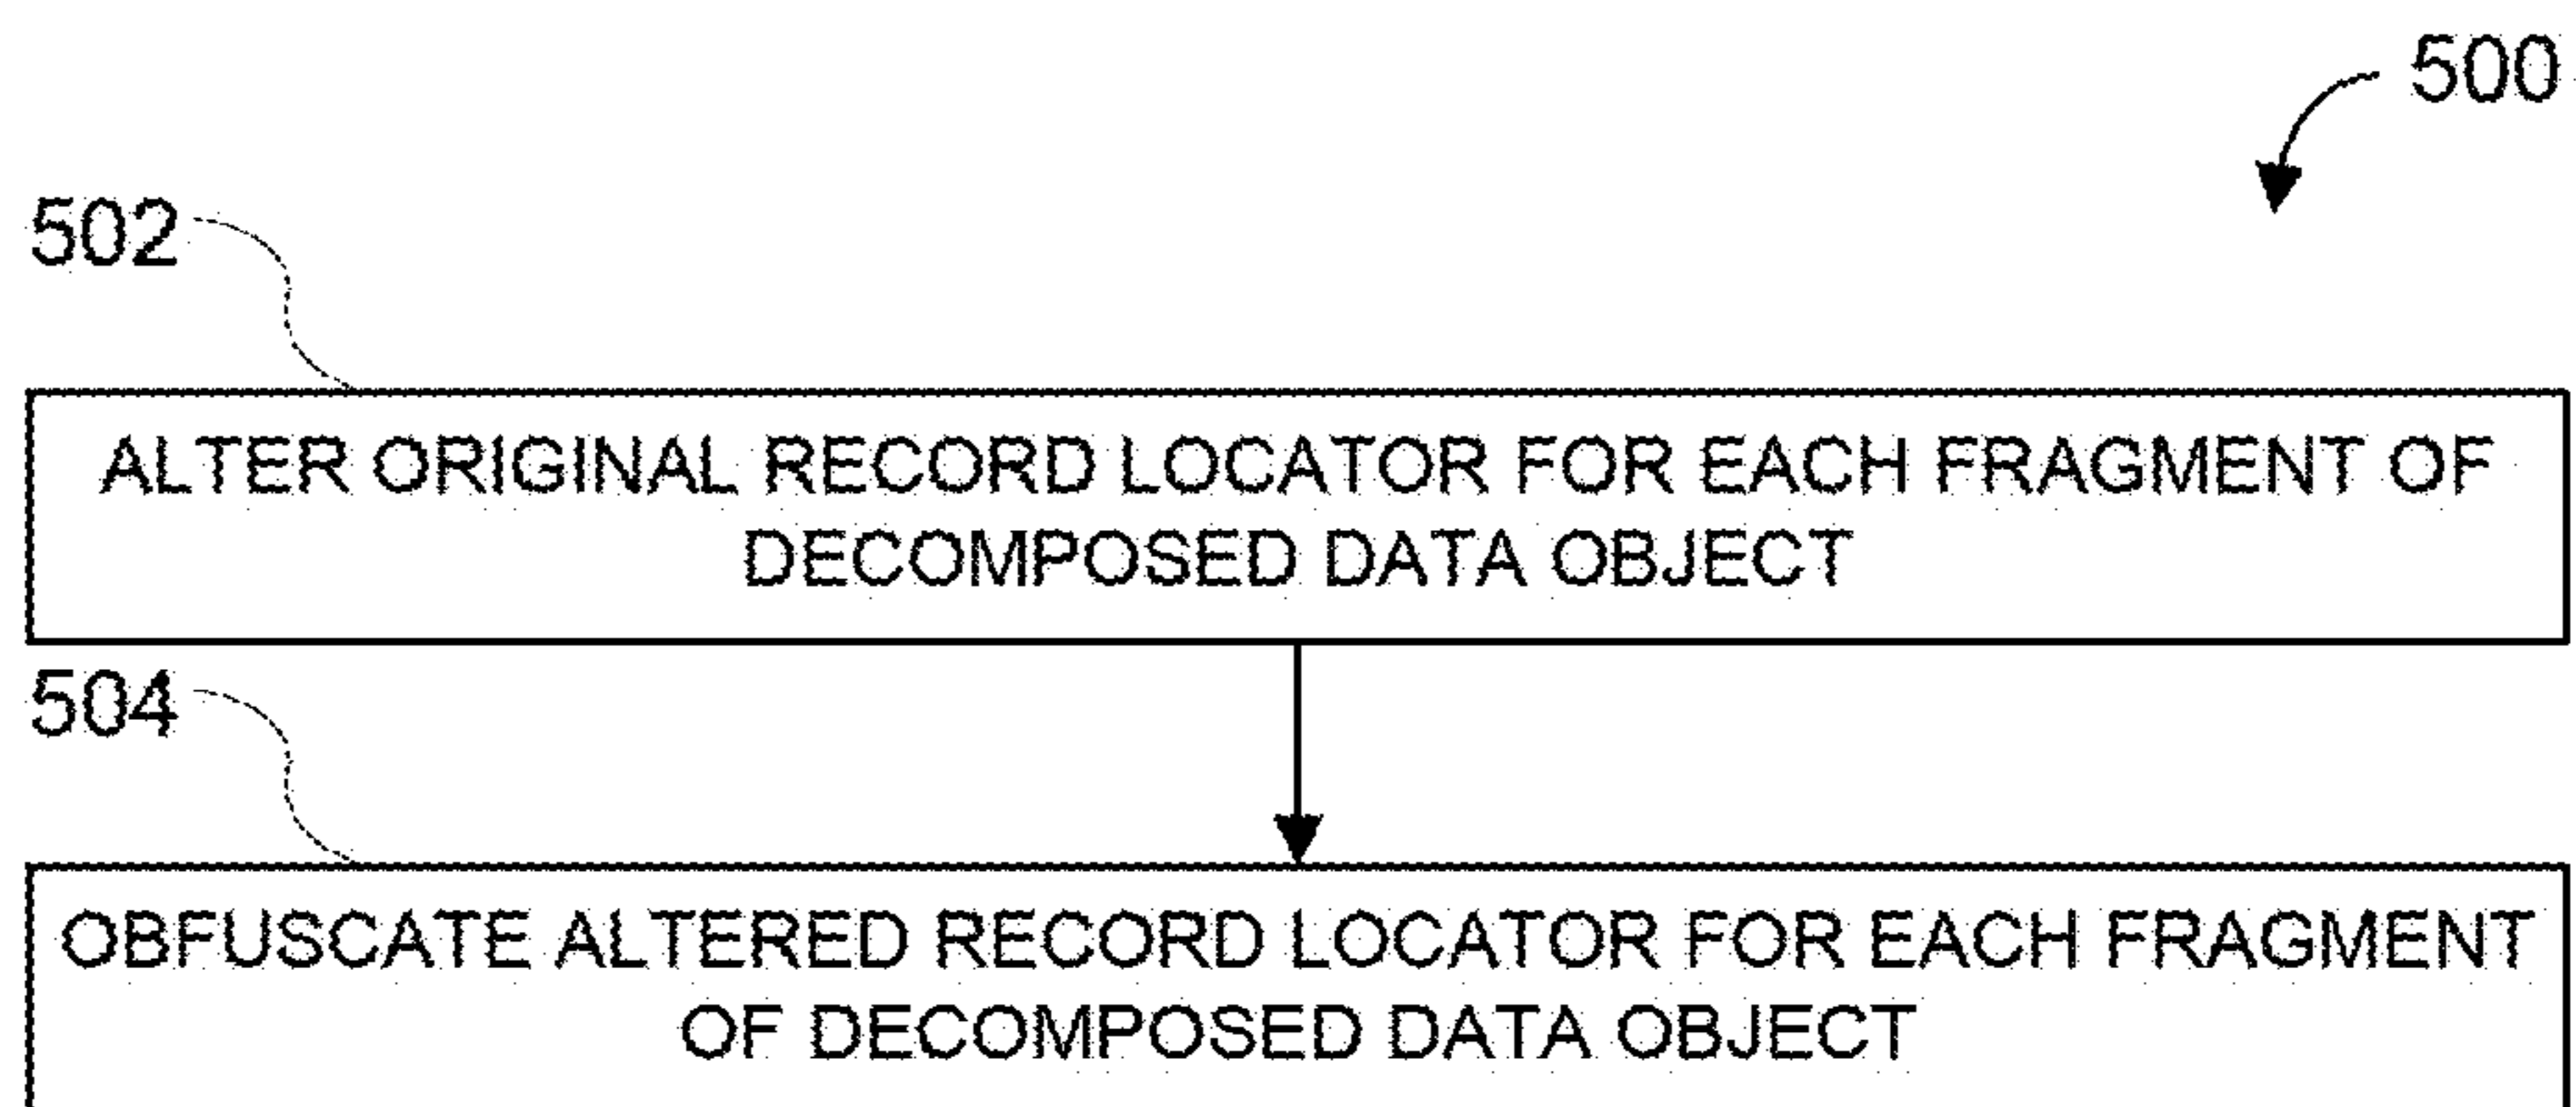 500
502
ALTER ORIGINAL RECORD LOCATOR FOR EACH FRAGMENT OF
DECOMPOSED DATA OBJECT
504
OBFUSCATE ALTERED RECORD LOCATOR FOR EACH FRAGMENT
OF DECOMPOSED DATA OBJECT